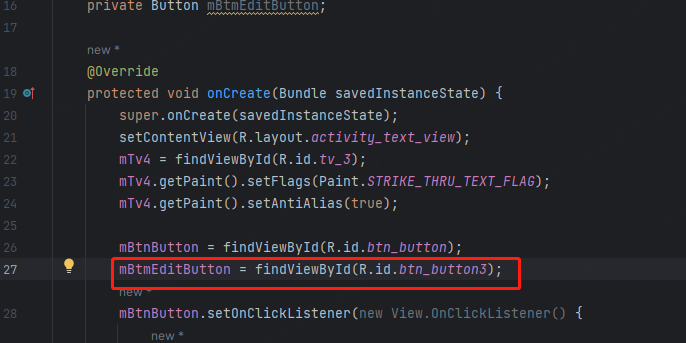 16 private Button mBtmEditButton;
17
new *
18 @Override
19 protected void onCreate(Bundle savedInstanceState) {
20 super.onCreate(savedInstanceState);
21 setContentView(R.layout.activity_text_view);
22 mTv4 = findViewById(R.id.tv_3);
23 mTv4.getPaint().setFlags(Paint.STRIKE_THRU_TEXT_FLAG);
24 mTv4.getPaint().setAntiAlias(true);
25
26 mBtnButton = findViewById(R.id.btn_button);
27 mBtmEditButton = findViewById(R.id.btn_button3);
new *
28 mBtnButton.setOnClickListener(new View.OnClickListener() {
new *